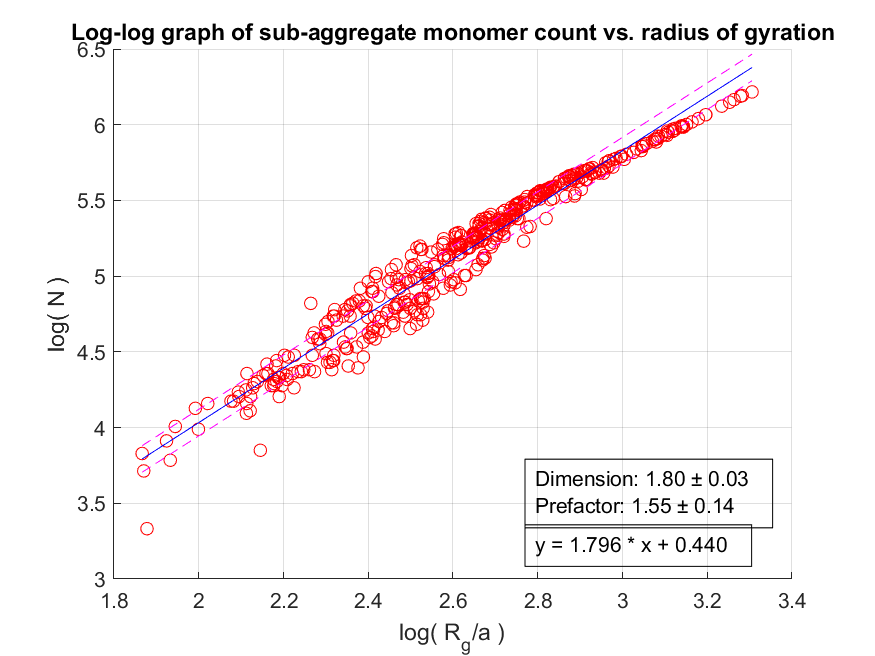 Log-log graph of sub-aggregate monomer count vs. radius of gyration
6.5
6
5.5
5
4.5
4
3.5
3
log( N )
Dimension: 1.80 ± 0.03
Prefactor: 1.55 ± 0.14
y = 1.796 * x + 0.440
1.8 2 2.2 2.4 2.6 2.8 3 3.2 3.4
log( R_g/a )